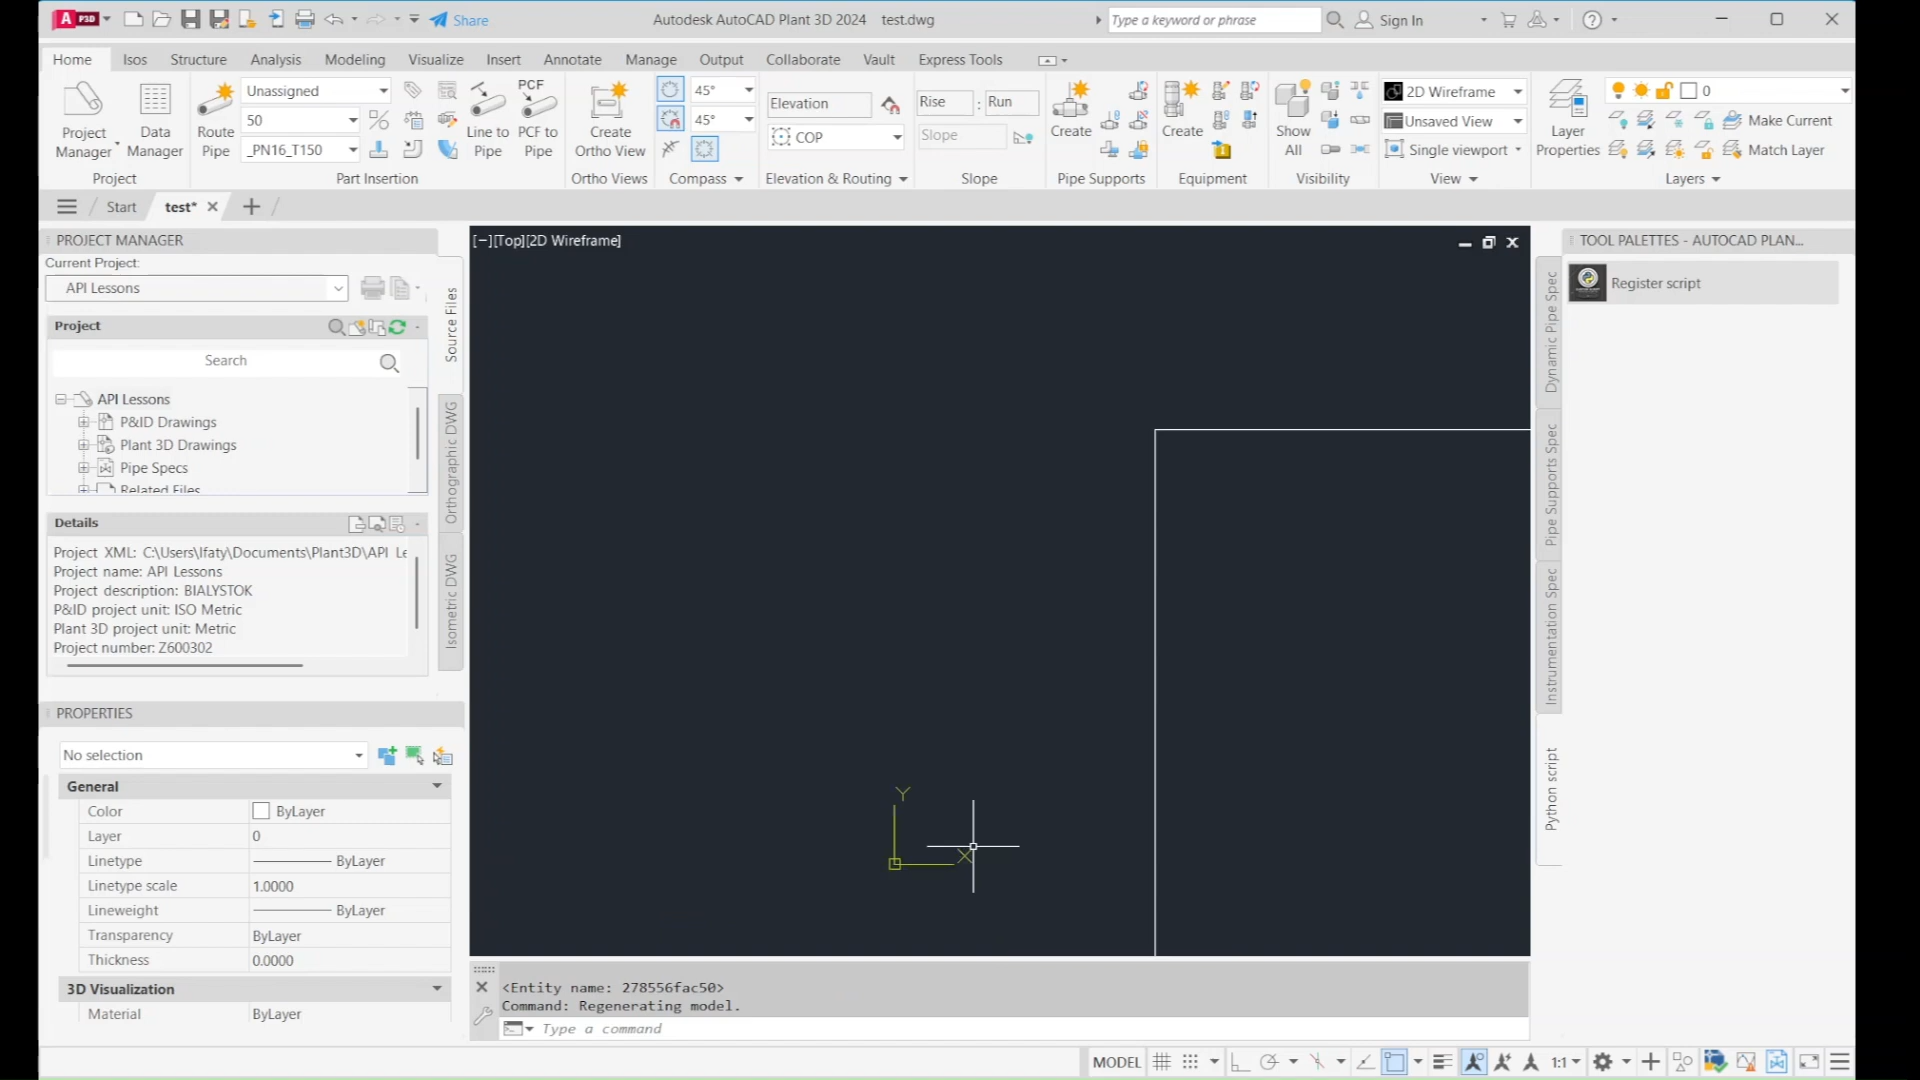 A P3D Share Autodesk AutoCAD Plant 3D 2024 test.dwg Type a keyword or phrase Sign In
Home Isos Structure Analysis Modeling Visualize Insert Annotate Manage Output Collaborate Vault Express Tools
Project Manager
Data Manager
Project
Route Pipe
Unassigned
50
_PN16_T150
Line to Pipe
PCF
PCF to Pipe
Part Insertion
Create Ortho View
Ortho Views
45°
45°
Compass
Elevation
COP
Elevation & Routing
Rise : Run
Slope
Slope
Create
Pipe Supports
Create
Equipment
Show All
Visibility
2D Wireframe
Unsaved View
Single viewport
View
Layer Properties
0
Make Current
Match Layer
Layers
Start test*
PROJECT MANAGER
Current Project:
API Lessons
Project
Search
API Lessons
P&ID Drawings
Plant 3D Drawings
Pipe Specs
Related Files
Source Files
Orthographic DWG
Isometric DWG
Details
Project XML: C:\Users\lfaty\Documents\Plant3D\API Le
Project name: API Lessons
Project description: BIALYSTOK
P&ID project unit: ISO Metric
Plant 3D project unit: Metric
Project number: Z600302
PROPERTIES
No selection
General
Color ByLayer
Layer 0
Linetype ByLayer
Linetype scale 1.0000
Lineweight ByLayer
Transparency ByLayer
Thickness 0.0000
3D Visualization
Material ByLayer
[−][Top][2D Wireframe]
Y
X
<Entity name: 278556fac50>
Command: Regenerating model.
Type a command
TOOL PALETTES - AUTOCAD PLAN...
Register script
Dynamic Pipe Spec
Pipe Supports Spec
Instrumentation Spec
Python script
MODEL 1:1